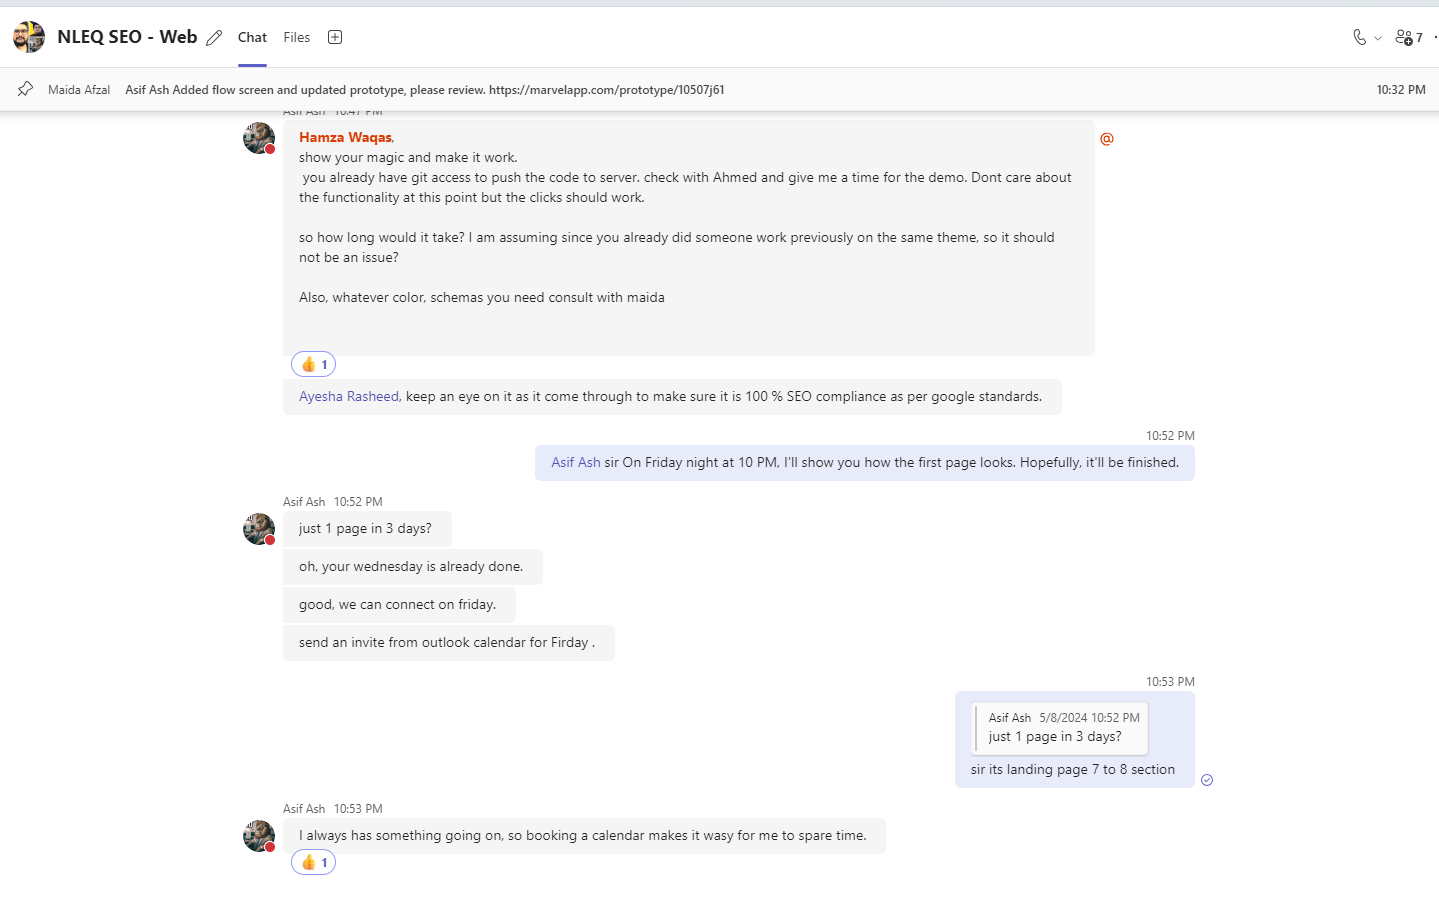 NLEQ SEO - Web Chat Files 7
Maida Afzal Asif Ash Added flow screen and updated prototype, please review. https://marvelapp.com/prototype/10507j61 10:32 PM
Asif Ash 10:47 PM
Hamza Waqas, @
show your magic and make it work.
you already have git access to push the code to server. check with Ahmed and give me a time for the demo. Dont care about
the functionality at this point but the clicks should work.
so how long would it take? I am assuming since you already did someone work previously on the same theme, so it should
not be an issue?
Also, whatever color, schemas you need consult with maida
👍 1
Ayesha Rasheed, keep an eye on it as it come through to make sure it is 100 % SEO compliance as per google standards.
10:52 PM
Asif Ash sir On Friday night at 10 PM, I'll show you how the first page looks. Hopefully, it'll be finished.
Asif Ash 10:52 PM
just 1 page in 3 days?
oh, your wednesday is already done.
good, we can connect on friday.
send an invite from outlook calendar for Firday .
10:53 PM
Asif Ash 5/8/2024 10:52 PM
just 1 page in 3 days?
sir its landing page 7 to 8 section
Asif Ash 10:53 PM
I always has something going on, so booking a calendar makes it wasy for me to spare time.
👍 1